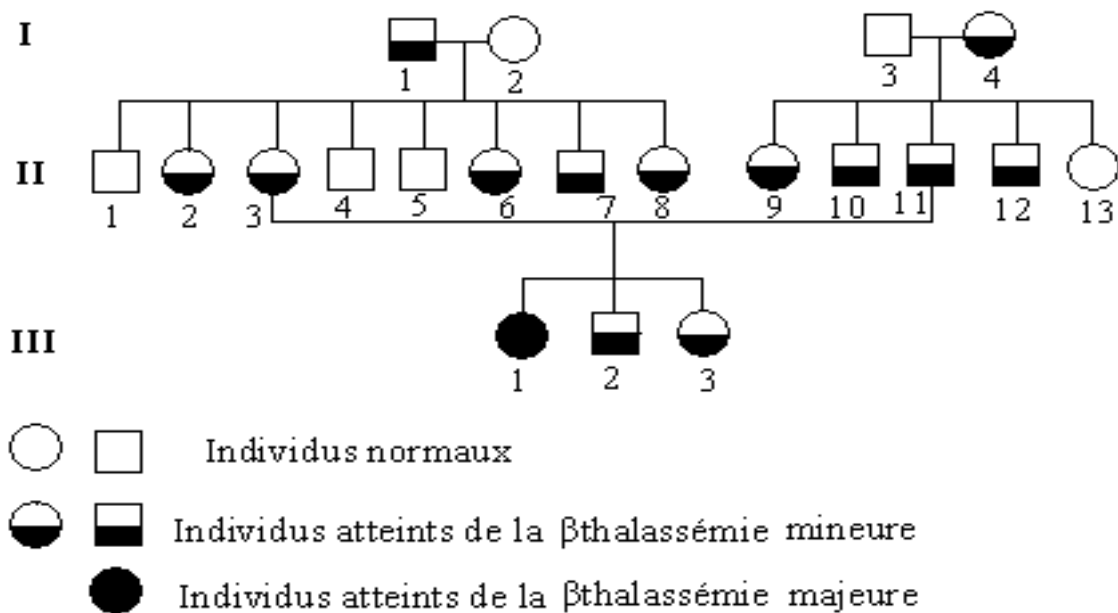 I
1 2 3 4
II
1 2 3 4 5 6 7 8 9 10 11 12 13
III
1 2 3
Individus normaux
Individus atteints de la βthalassémie mineure
Individus atteints de la βthalassémie majeure